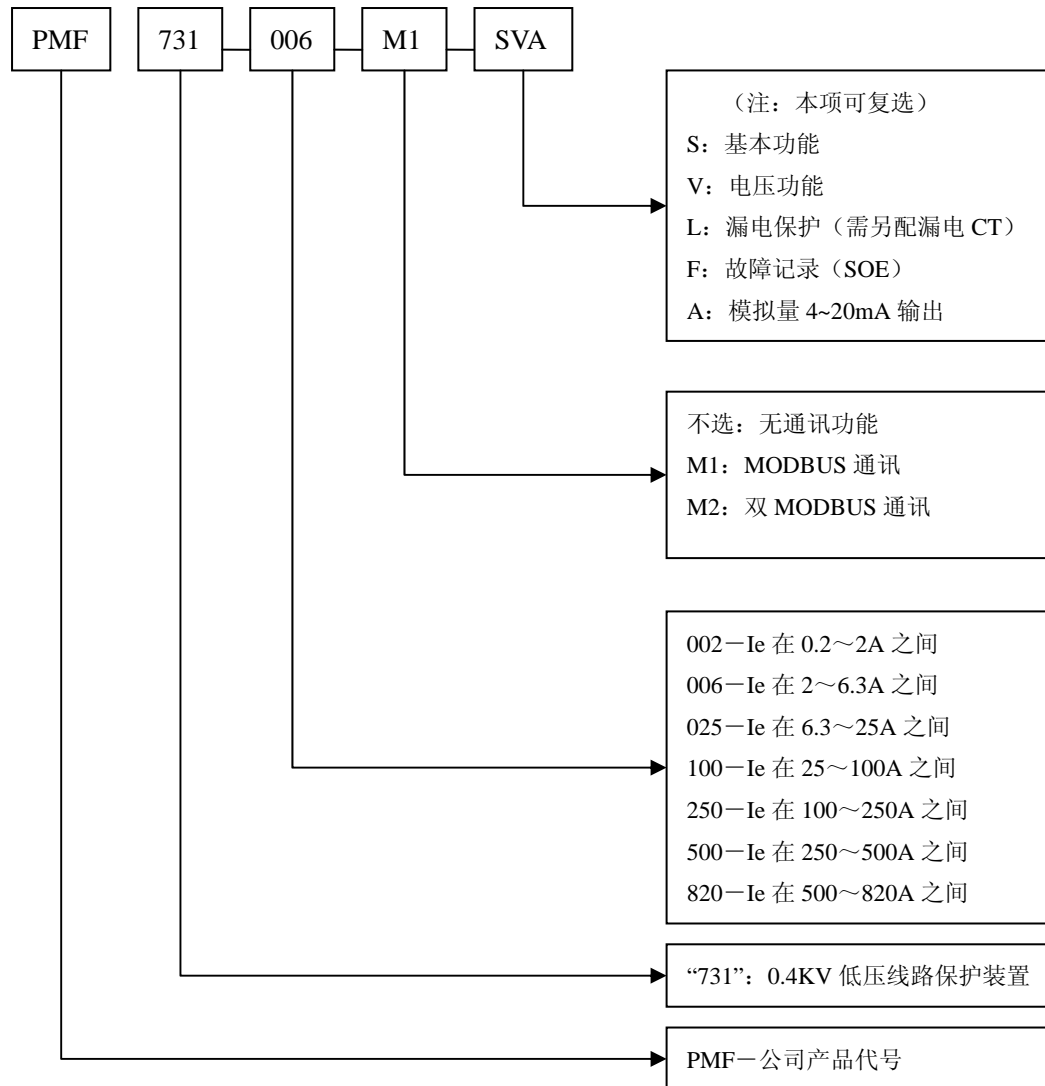 PMF 731 006 M1 SVA
（注：本项可复选）
S：基本功能
V：电压功能
L：漏电保护（需另配漏电 CT）
F：故障记录（SOE）
A：模拟量 4~20mA 输出
不选：无通讯功能
M1：MODBUS 通讯
M2：双 MODBUS 通讯
002－Ie 在 0.2～2A 之间
006－Ie 在 2～6.3A 之间
025－Ie 在 6.3～25A 之间
100－Ie 在 25～100A 之间
250－Ie 在 100～250A 之间
500－Ie 在 250～500A 之间
820－Ie 在 500～820A 之间
“731”：0.4KV 低压线路保护装置
PMF－公司产品代号